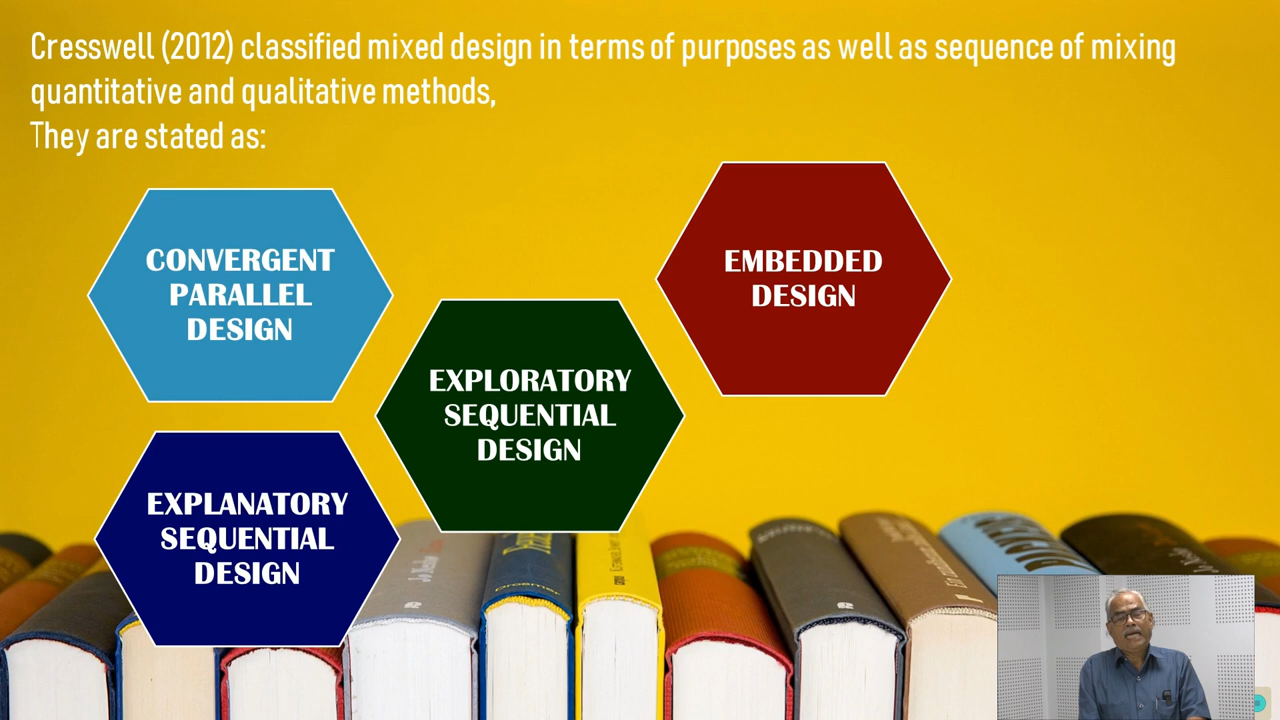 Cresswell (2012) classified mixed design in terms of purposes as well as sequence of mixing
quantitative and qualitative methods,
They are stated as:
CONVERGENT
PARALLEL
DESIGN
EMBEDDED
DESIGN
EXPLORATORY
SEQUENTIAL
DESIGN
EXPLANATORY
SEQUENTIAL
DESIGN